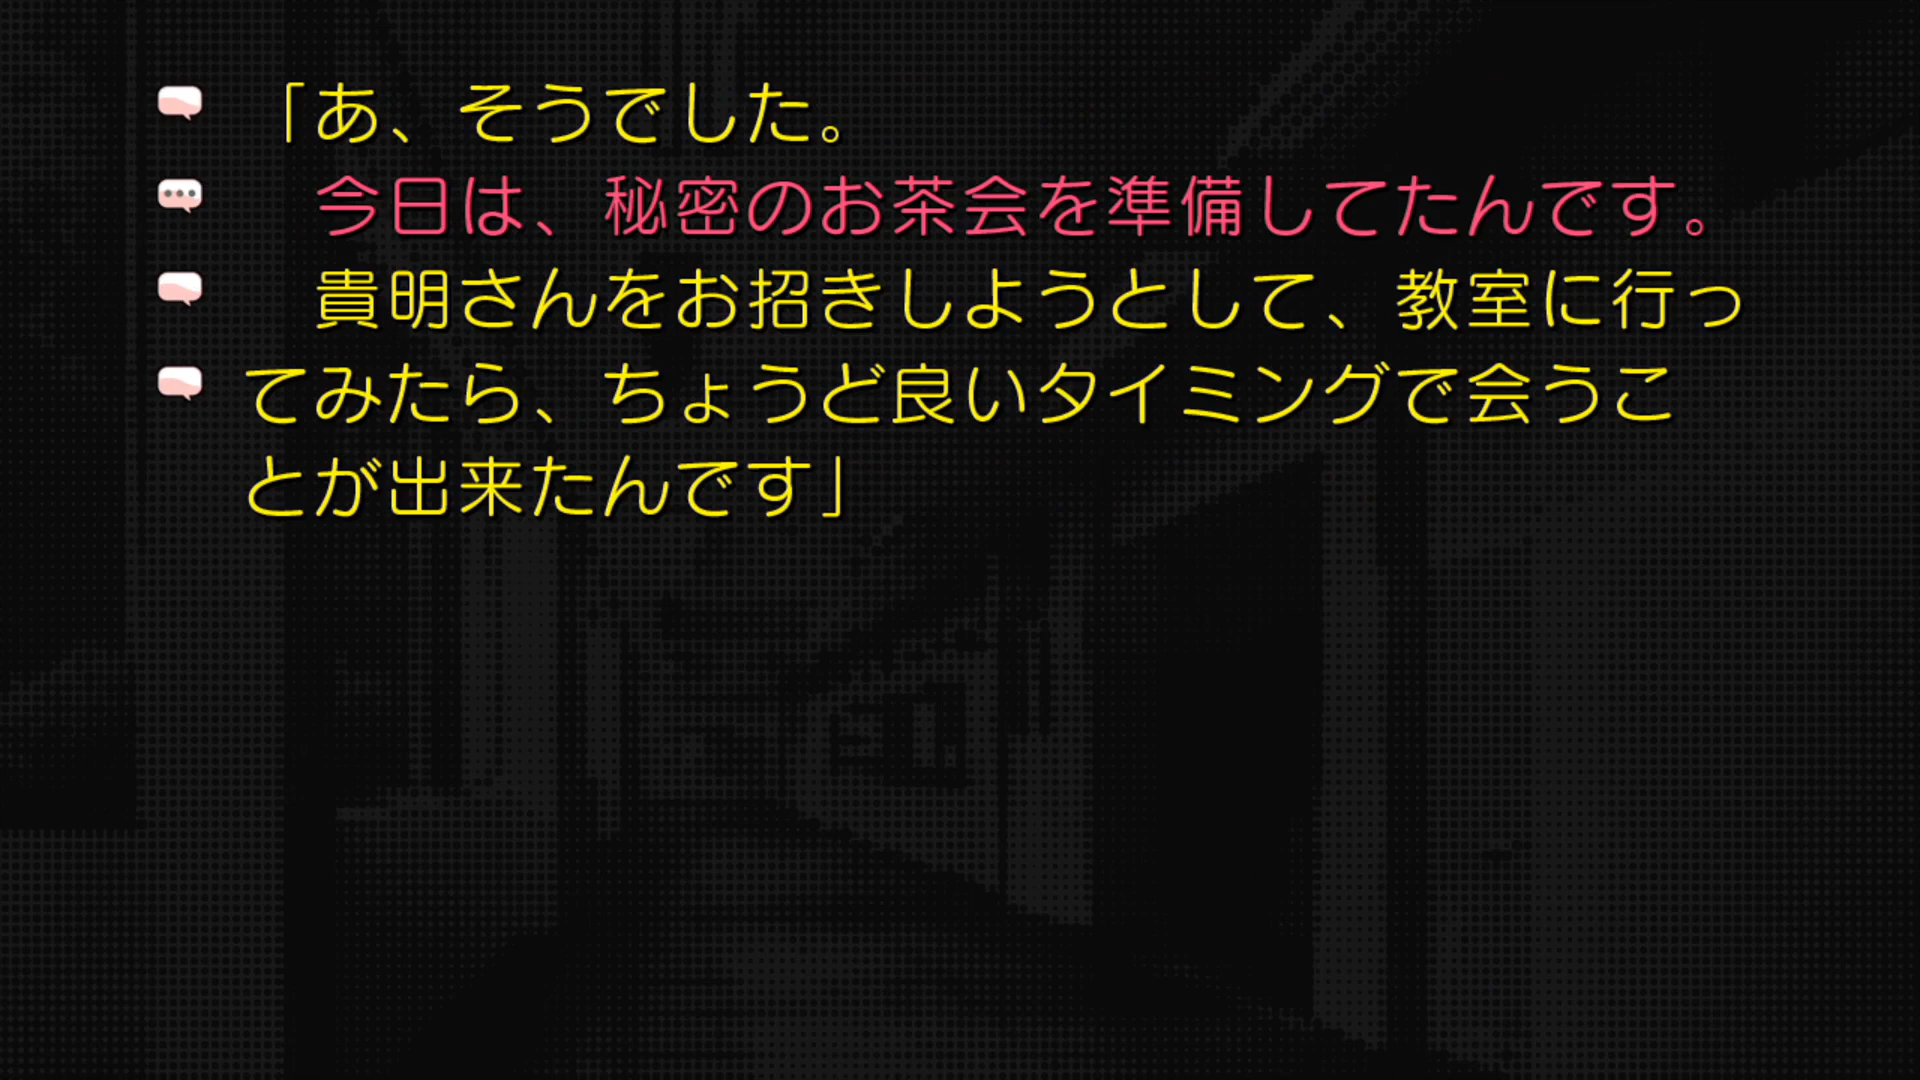 「あ、そうでした。
　今日は、秘密のお茶会を準備してたんです。
　貴明さんをお招きしようとして、教室に行っ
てみたら、ちょうど良いタイミングで会うこ
とが出来たんです」